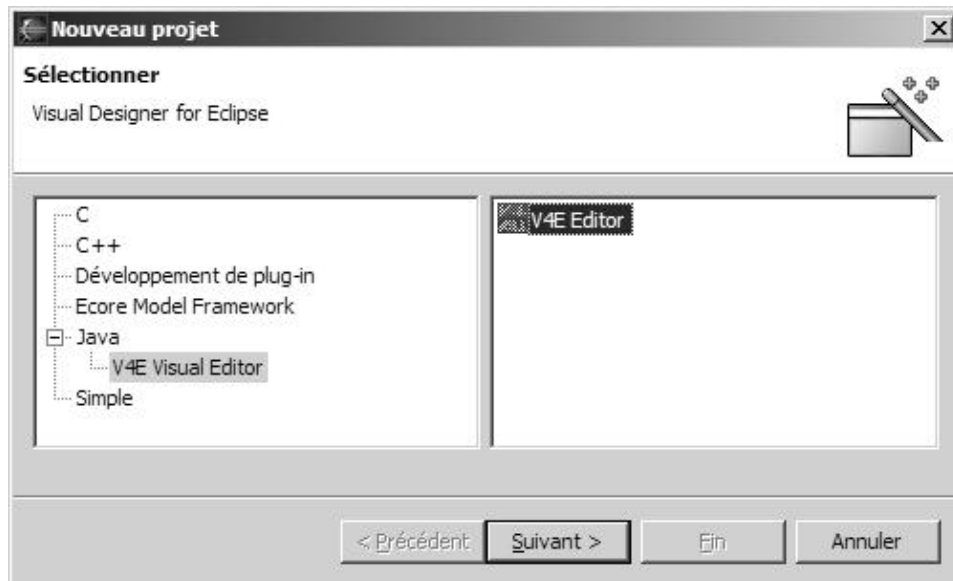 Nouveau projet
Sélectionner
Visual Designer for Eclipse
C
C++
Développement de plug-in
Ecore Model Framework
Java
V4E Visual Editor
Simple
V4E Editor
< Précédent
Suivant >
Fin
Annuler